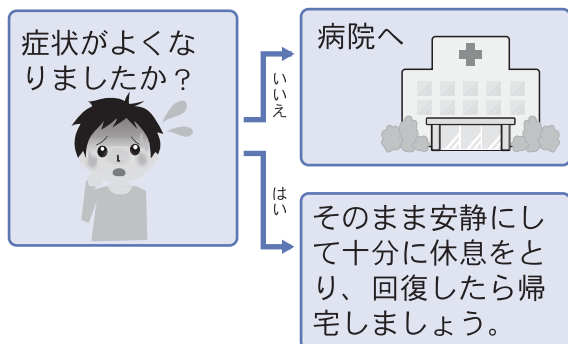 症状がよくな
りましたか？
いいえ
病院へ
はい
そのまま安静にし
て十分に休息をと
り、回復したら帰
宅しましょう。